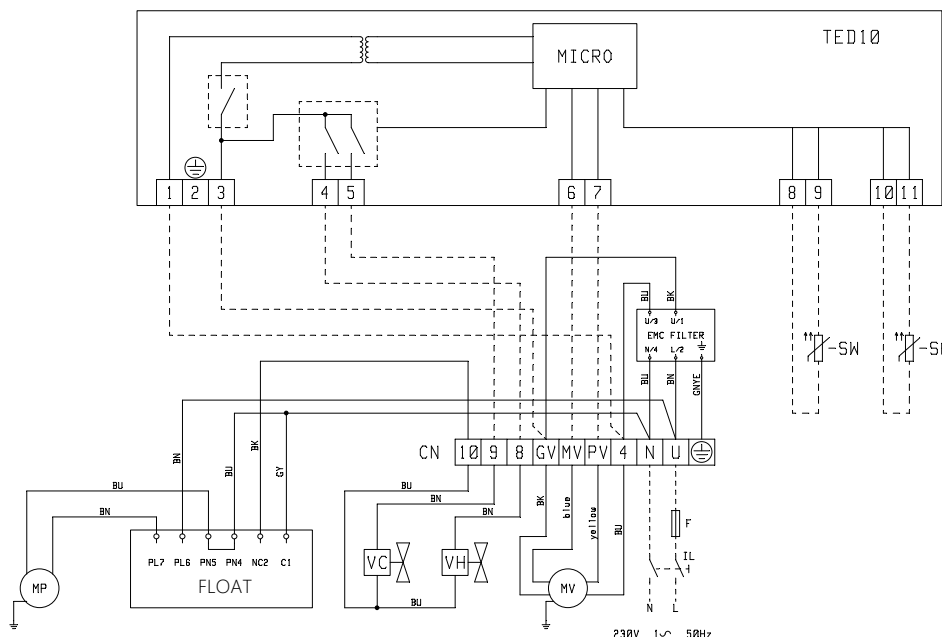 TED10
MICRO
1 2 3 4 5 6 7 8 9 10 11
BU BK
U/3 U/1
EMC FILTER
N/4 L/2
-SW
BU BN GNYE
BN BU BK GY
CN 10 9 8 GV MV PV 4 N U
BU
BN
BU
BN
BN
BK blue yellow BU
F
PL7 PL6 PN5 PN4 NC2 C1
FLOAT
VC VH
IL
MP
MV
BU
N L
230V 1~ 50Hz